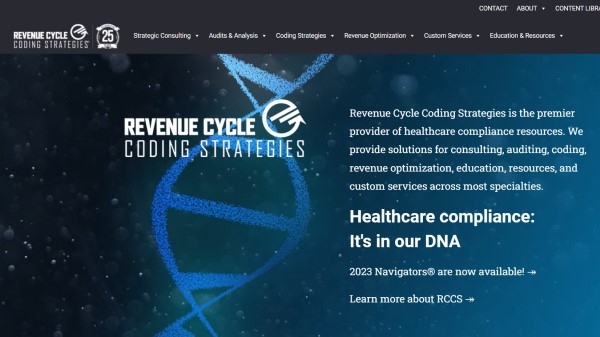 CONTACT ABOUT CONTENT LIBRA
REVENUE CYCLE
CODING STRATEGIES
25
Strategic Consulting Audits & Analysis Coding Strategies Revenue Optimization Custom Services Education & Resources
REVENUE CYCLE
CODING STRATEGIES
Revenue Cycle Coding Strategies is the premier
provider of healthcare compliance resources. We
provide solutions for consulting, auditing, coding,
revenue optimization, education, resources, and
custom services across most specialties.
Healthcare compliance:
It's in our DNA
2023 Navigators® are now available! ↠
Learn more about RCCS ↠